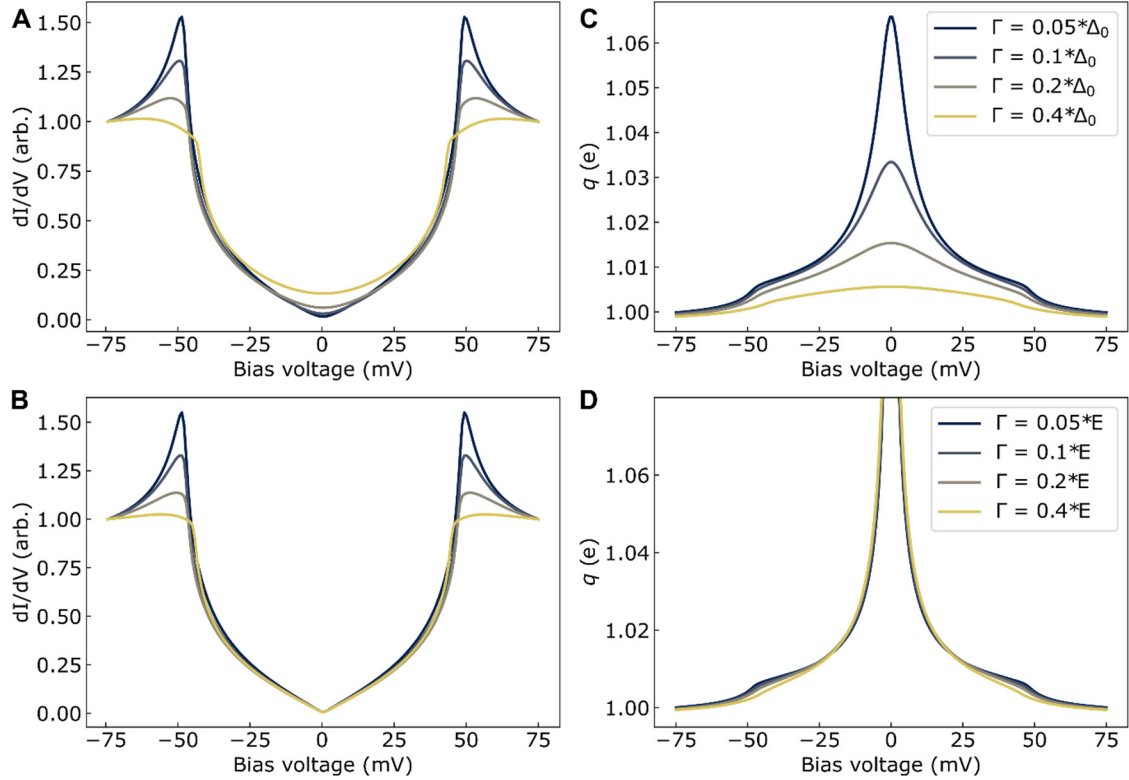 A
dI/dV (arb.)
1.50
1.25
1.00
0.75
0.50
0.25
0.00
−75 −50 −25 0 25 50 75
Bias voltage (mV)
C
q (e)
1.06
1.04
1.03
1.01
1.00
Γ = 0.05*Δ₀
Γ = 0.1*Δ₀
Γ = 0.2*Δ₀
Γ = 0.4*Δ₀
−75 −50 −25 0 25 50 75
Bias voltage (mV)
B
dI/dV (arb.)
1.50
1.25
1.00
0.75
0.50
0.25
0.00
−75 −50 −25 0 25 50 75
Bias voltage (mV)
D
q (e)
1.06
1.04
1.02
1.00
Γ = 0.05*E
Γ = 0.1*E
Γ = 0.2*E
Γ = 0.4*E
−75 −50 −25 0 25 50 75
Bias voltage (mV)